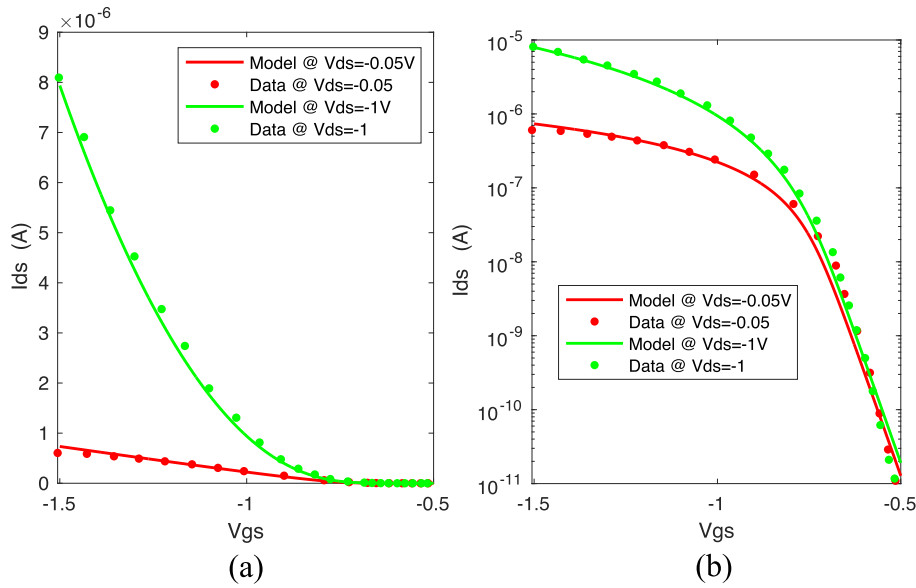 ×10⁻⁶
9
8
7
6
5
4
3
2
1
0
Ids (A)
-1.5
-1
-0.5
Vgs
Model @ Vds=-0.05V
Data @ Vds=-0.05
Model @ Vds=-1V
Data @ Vds=-1
(a)
10⁻⁵
10⁻⁶
10⁻⁷
10⁻⁸
10⁻⁹
10⁻¹⁰
10⁻¹¹
Ids (A)
-1.5
-1
-0.5
Vgs
Model @ Vds=-0.05V
Data @ Vds=-0.05
Model @ Vds=-1V
Data @ Vds=-1
(b)